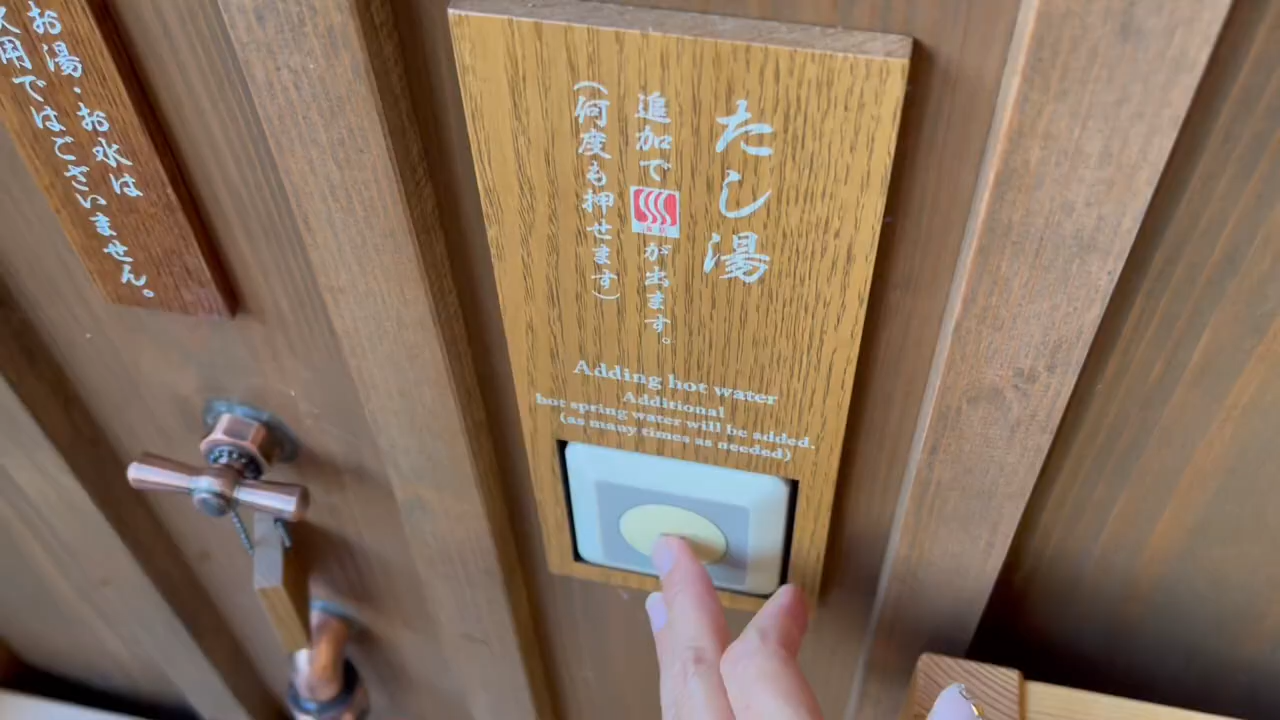 たし湯
追加で
が出ます。
(何度も押せます)
Adding hot water
Additional
hot spring water will be added.
(as many times as needed)
お湯・お水は
用ではございません。